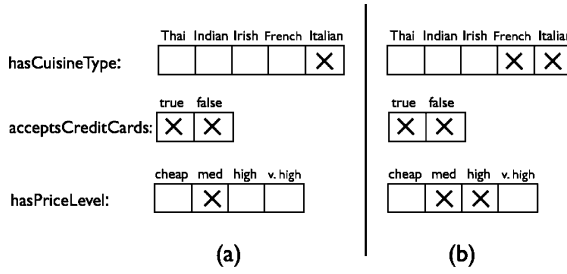 Thai Indian Irish French Italian
hasCuisineType:
true false
acceptsCreditCards:
cheap med high v. high
hasPriceLevel:
(a)
Thai Indian Irish French Italian
true false
cheap med high v. high
(b)